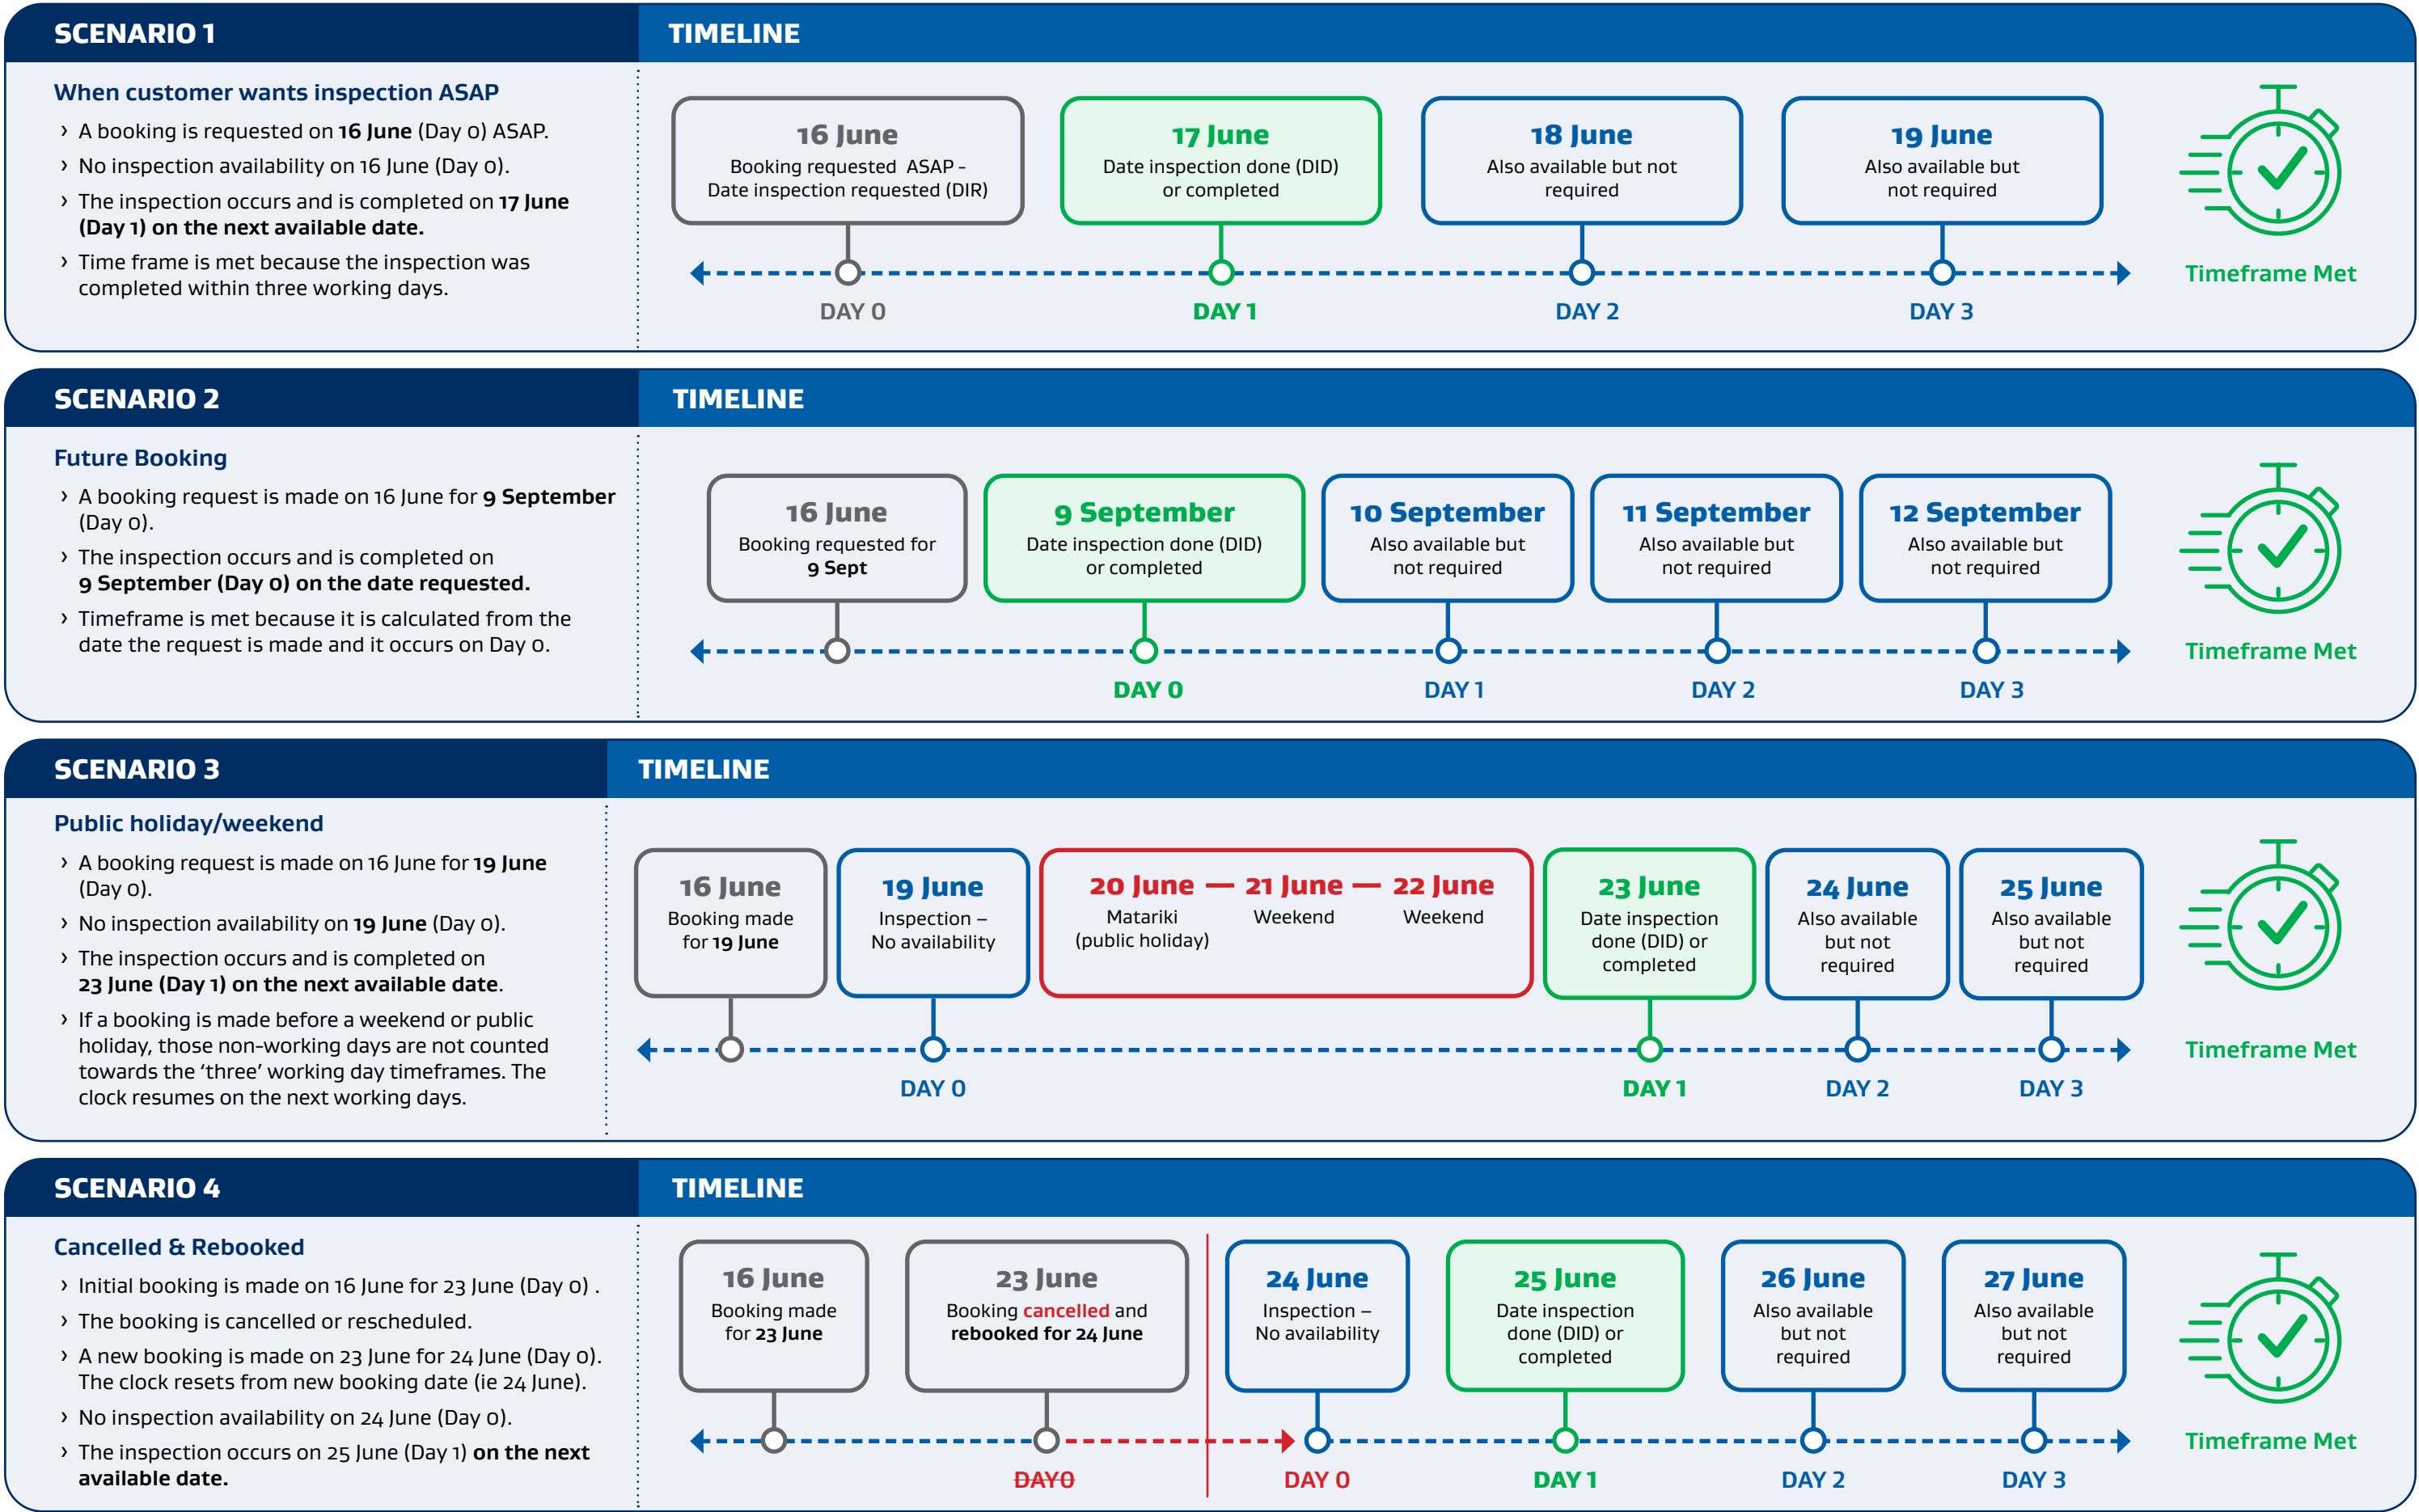 SCENARIO 1
TIMELINE
When customer wants inspection ASAP
› A booking is requested on 16 June (Day 0) ASAP.
› No inspection availability on 16 June (Day 0).
› The inspection occurs and is completed on 17 June
(Day 1) on the next available date.
› Time frame is met because the inspection was
completed within three working days.
16 June
Booking requested ASAP -
Date inspection requested (DIR)
17 June
Date inspection done (DID)
or completed
18 June
Also available but not
required
19 June
Also available but
not required
DAY 0
DAY 1
DAY 2
DAY 3
Timeframe Met
SCENARIO 2
TIMELINE
Future Booking
› A booking request is made on 16 June for 9 September
(Day 0).
› The inspection occurs and is completed on
9 September (Day 0) on the date requested.
› Timeframe is met because it is calculated from the
date the request is made and it occurs on Day 0.
16 June
Booking requested for
9 Sept
9 September
Date inspection done (DID)
or completed
10 September
Also available but
not required
11 September
Also available but
not required
12 September
Also available but
not required
DAY 0
DAY 1
DAY 2
DAY 3
Timeframe Met
SCENARIO 3
TIMELINE
Public holiday/weekend
› A booking request is made on 16 June for 19 June
(Day 0).
› No inspection availability on 19 June (Day 0).
› The inspection occurs and is completed on
23 June (Day 1) on the next available date.
› If a booking is made before a weekend or public
holiday, those non-working days are not counted
towards the ‘three’ working day timeframes. The
clock resumes on the next working days.
16 June
Booking made
for 19 June
19 June
Inspection –
No availability
20 June — 21 June — 22 June
Matariki
(public holiday)
Weekend
Weekend
23 June
Date inspection
done (DID) or
completed
24 June
Also available
but not
required
25 June
Also available
but not
required
DAY 0
DAY 1
DAY 2
DAY 3
Timeframe Met
SCENARIO 4
TIMELINE
Cancelled & Rebooked
› Initial booking is made on 16 June for 23 June (Day 0) .
› The booking is cancelled or rescheduled.
› A new booking is made on 23 June for 24 June (Day 0).
The clock resets from new booking date (ie 24 June).
› No inspection availability on 24 June (Day 0).
› The inspection occurs on 25 June (Day 1) on the next
available date.
16 June
Booking made
for 23 June
23 June
Booking cancelled and
rebooked for 24 June
24 June
Inspection –
No availability
25 June
Date inspection
done (DID) or
completed
26 June
Also available
but not
required
27 June
Also available
but not
required
DAY 0
DAY 0
DAY 1
DAY 2
DAY 3
Timeframe Met